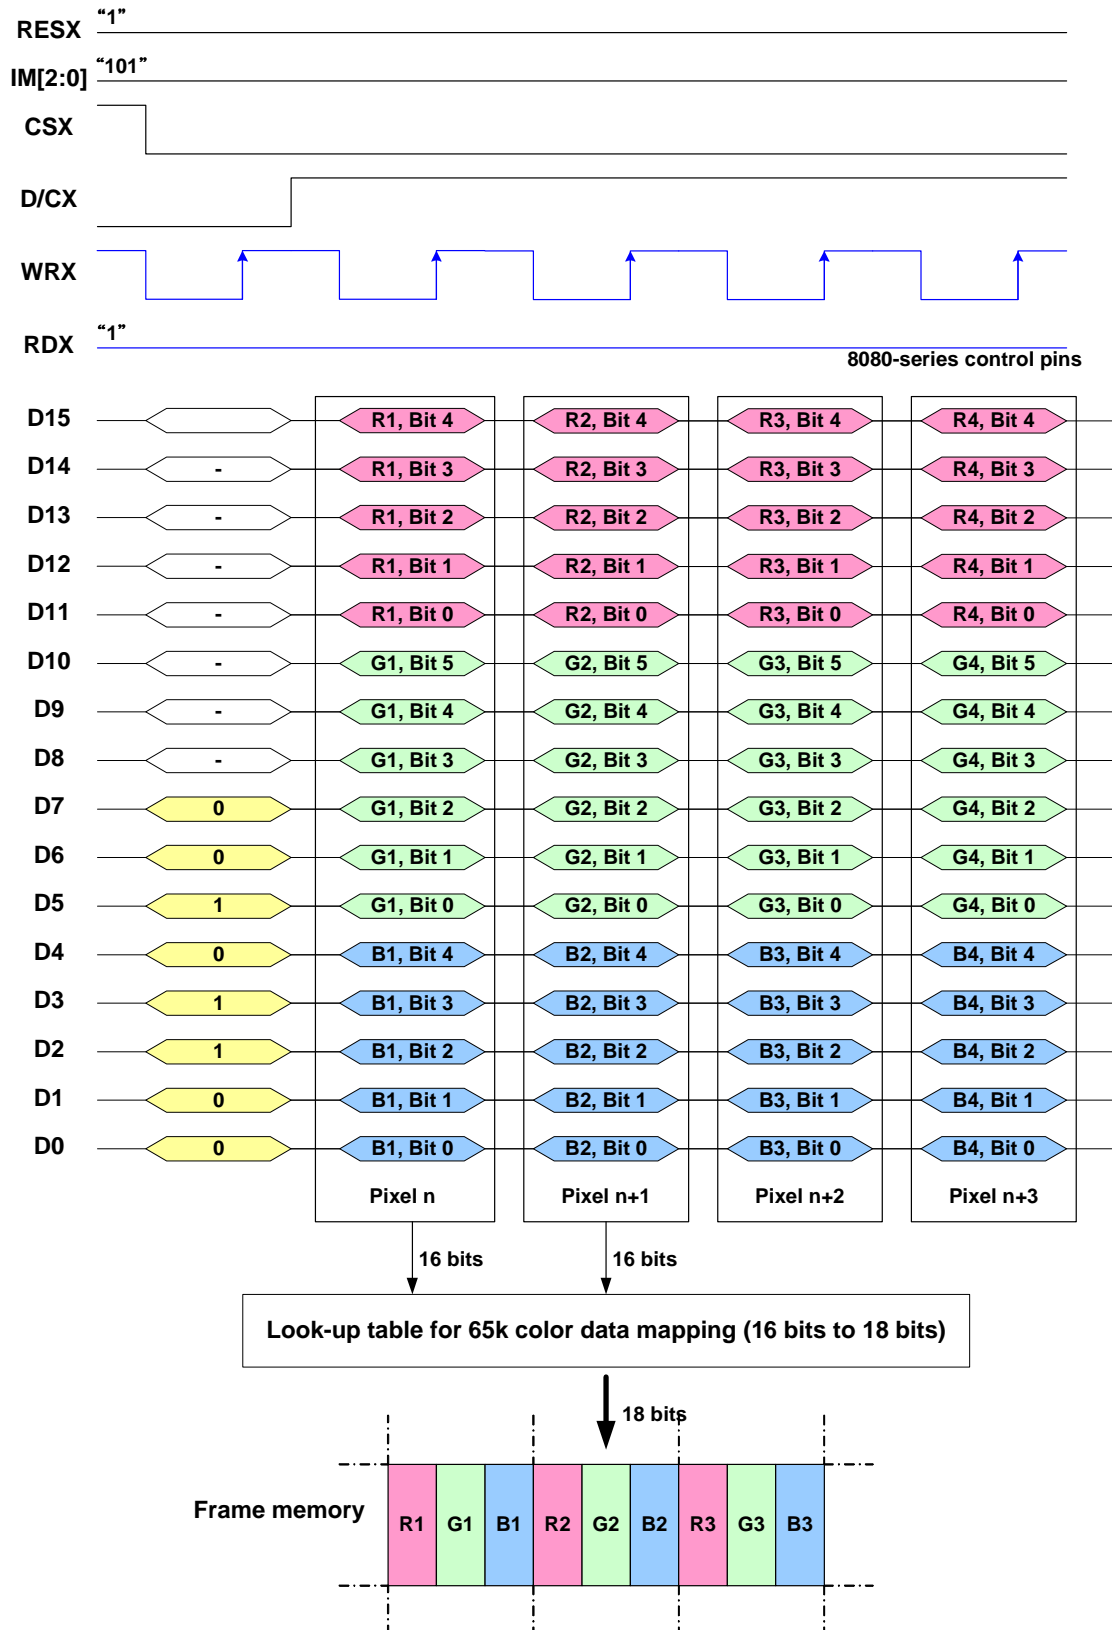 RESX "1"
IM[2:0] "101"
CSX
D/CX
WRX
RDX "1"
8080-series control pins
D15 R1, Bit 4 R2, Bit 4 R3, Bit 4 R4, Bit 4
D14 - R1, Bit 3 R2, Bit 3 R3, Bit 3 R4, Bit 3
D13 - R1, Bit 2 R2, Bit 2 R3, Bit 2 R4, Bit 2
D12 - R1, Bit 1 R2, Bit 1 R3, Bit 1 R4, Bit 1
D11 - R1, Bit 0 R2, Bit 0 R3, Bit 0 R4, Bit 0
D10 - G1, Bit 5 G2, Bit 5 G3, Bit 5 G4, Bit 5
D9 - G1, Bit 4 G2, Bit 4 G3, Bit 4 G4, Bit 4
D8 - G1, Bit 3 G2, Bit 3 G3, Bit 3 G4, Bit 3
D7 0 G1, Bit 2 G2, Bit 2 G3, Bit 2 G4, Bit 2
D6 0 G1, Bit 1 G2, Bit 1 G3, Bit 1 G4, Bit 1
D5 1 G1, Bit 0 G2, Bit 0 G3, Bit 0 G4, Bit 0
D4 0 B1, Bit 4 B2, Bit 4 B3, Bit 4 B4, Bit 4
D3 1 B1, Bit 3 B2, Bit 3 B3, Bit 3 B4, Bit 3
D2 1 B1, Bit 2 B2, Bit 2 B3, Bit 2 B4, Bit 2
D1 0 B1, Bit 1 B2, Bit 1 B3, Bit 1 B4, Bit 1
D0 0 B1, Bit 0 B2, Bit 0 B3, Bit 0 B4, Bit 0
Pixel n Pixel n+1 Pixel n+2 Pixel n+3
16 bits 16 bits
Look-up table for 65k color data mapping (16 bits to 18 bits)
18 bits
Frame memory R1 G1 B1 R2 G2 B2 R3 G3 B3